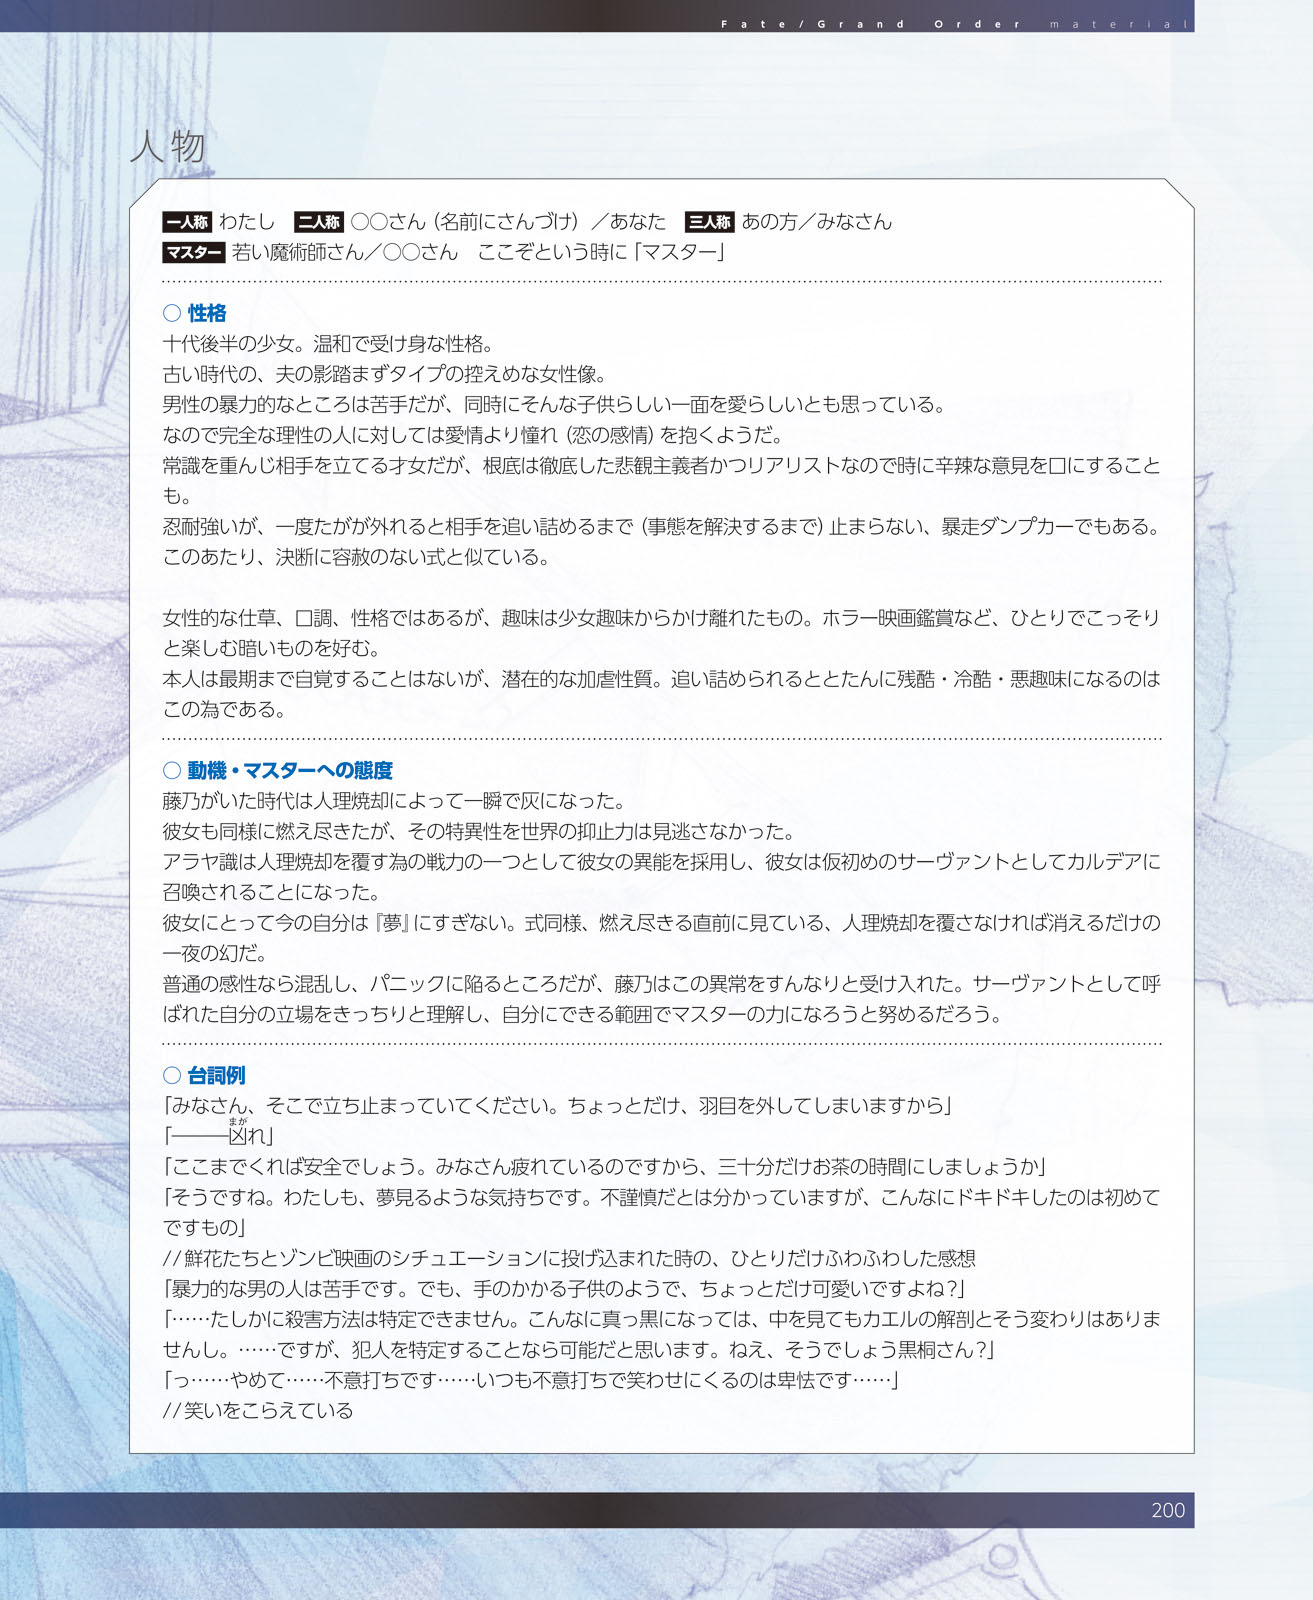 Fate/Grand Order material
人物
一人称 わたし 二人称 ○○さん（名前にさんづけ）／あなた 三人称 あの方／みなさん
マスター 若い魔術師さん／○○さん ここぞという時に「マスター」
○ 性格
十代後半の少女。温和で受け身な性格。
古い時代の、夫の影踏まずタイプの控えめな女性像。
男性の暴力的なところは苦手だが、同時にそんな子供らしい一面を愛らしいとも思っている。
なので完全な理性の人に対しては愛情より憧れ（恋の感情）を抱くようだ。
常識を重んじ相手を立てる才女だが、根底は徹底した悲観主義者かつリアリストなので時に辛辣な意見を口にすること
も。
忍耐強いが、一度たがが外れると相手を追い詰めるまで（事態を解決するまで）止まらない、暴走ダンプカーでもある。
このあたり、決断に容赦のない式と似ている。
女性的な仕草、口調、性格ではあるが、趣味は少女趣味からかけ離れたもの。ホラー映画鑑賞など、ひとりでこっそり
と楽しむ暗いものを好む。
本人は最期まで自覚することはないが、潜在的な加虐性質。追い詰められるととたんに残酷・冷酷・悪趣味になるのは
この為である。
○ 動機・マスターへの態度
藤乃がいた時代は人理焼却によって一瞬で灰になった。
彼女も同様に燃え尽きたが、その特異性を世界の抑止力は見逃さなかった。
アラヤ識は人理焼却を覆す為の戦力の一つとして彼女の異能を採用し、彼女は仮初めのサーヴァントとしてカルデアに
召喚されることになった。
彼女にとって今の自分は『夢』にすぎない。式同様、燃え尽きる直前に見ている、人理焼却を覆さなければ消えるだけの
一夜の幻だ。
普通の感性なら混乱し、パニックに陥るところだが、藤乃はこの異常をすんなりと受け入れた。サーヴァントとして呼
ばれた自分の立場をきっちりと理解し、自分にできる範囲でマスターの力になろうと努めるだろう。
○ 台詞例
「みなさん、そこで立ち止まっていてください。ちょっとだけ、羽目を外してしまいますから」
まが
「―――凶れ」
「ここまでくれば安全でしょう。みなさん疲れているのですから、三十分だけお茶の時間にしましょうか」
「そうですね。わたしも、夢見るような気持ちです。不謹慎だとは分かっていますが、こんなにドキドキしたのは初めて
ですもの」
//鮮花たちとゾンビ映画のシチュエーションに投げ込まれた時の、ひとりだけふわふわした感想
「暴力的な男の人は苦手です。でも、手のかかる子供のようで、ちょっとだけ可愛いですよね？」
「……たしかに殺害方法は特定できません。こんなに真っ黒になっては、中を見てもカエルの解剖とそう変わりはありま
せんし。……ですが、犯人を特定することなら可能だと思います。ねえ、そうでしょう黒桐さん？」
「っ……やめて……不意打ちです……いつも不意打ちで笑わせにくるのは卑怯です……」
//笑いをこらえている
200